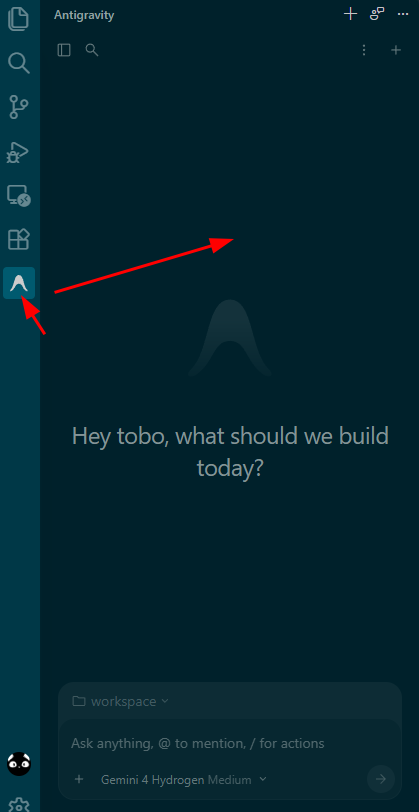 Antigravity
Hey tobo, what should we build
today?
workspace
Ask anything, @ to mention, / for actions
Gemini 4 Hydrogen Medium